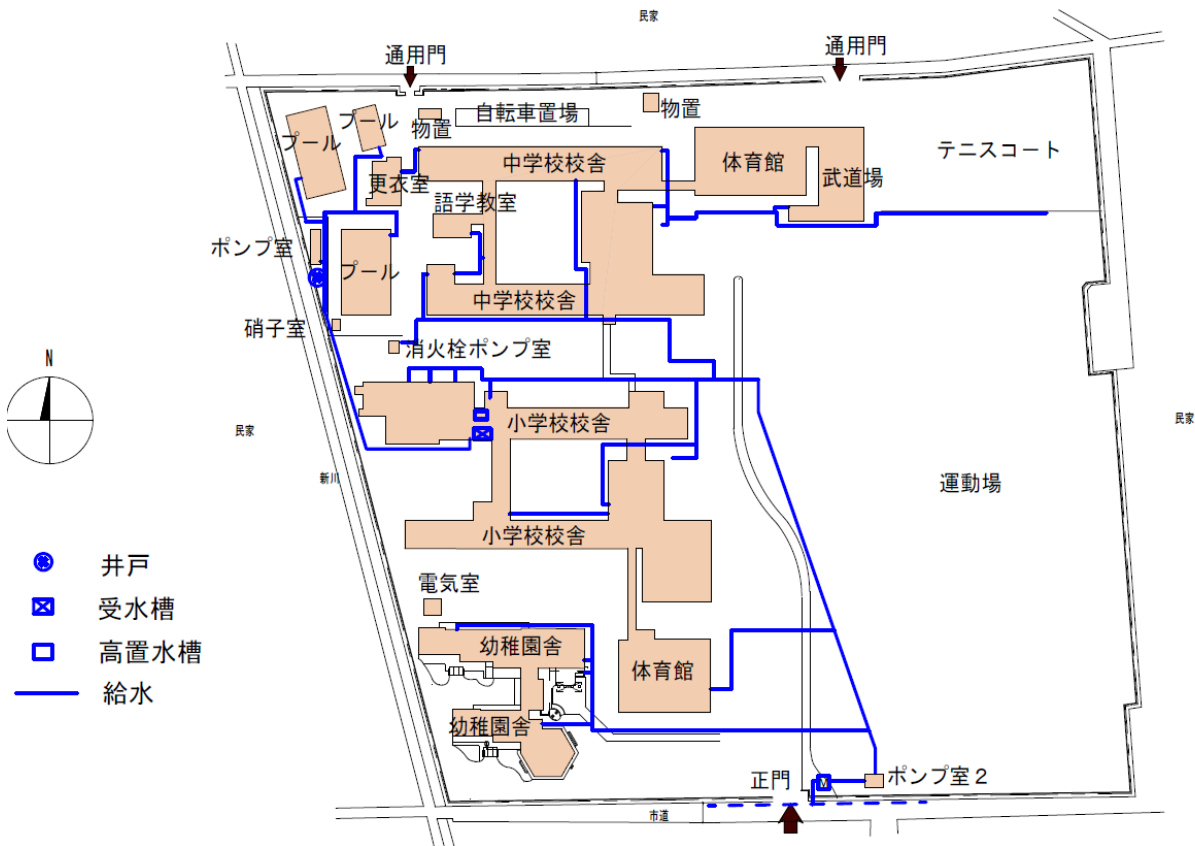 民家
通用門
通用門
プール
プール
物置
自転車置場
物置
中学校校舎
体育館
テニスコート
更衣室
武道場
語学教室
ポンプ室
プール
中学校校舎
硝子室
消火栓ポンプ室
N
小学校校舎
民家
民家
新川
運動場
小学校校舎
井戸
電気室
受水槽
高置水槽
幼稚園舎
体育館
給水
幼稚園舎
正門
M
ポンプ室2
市道